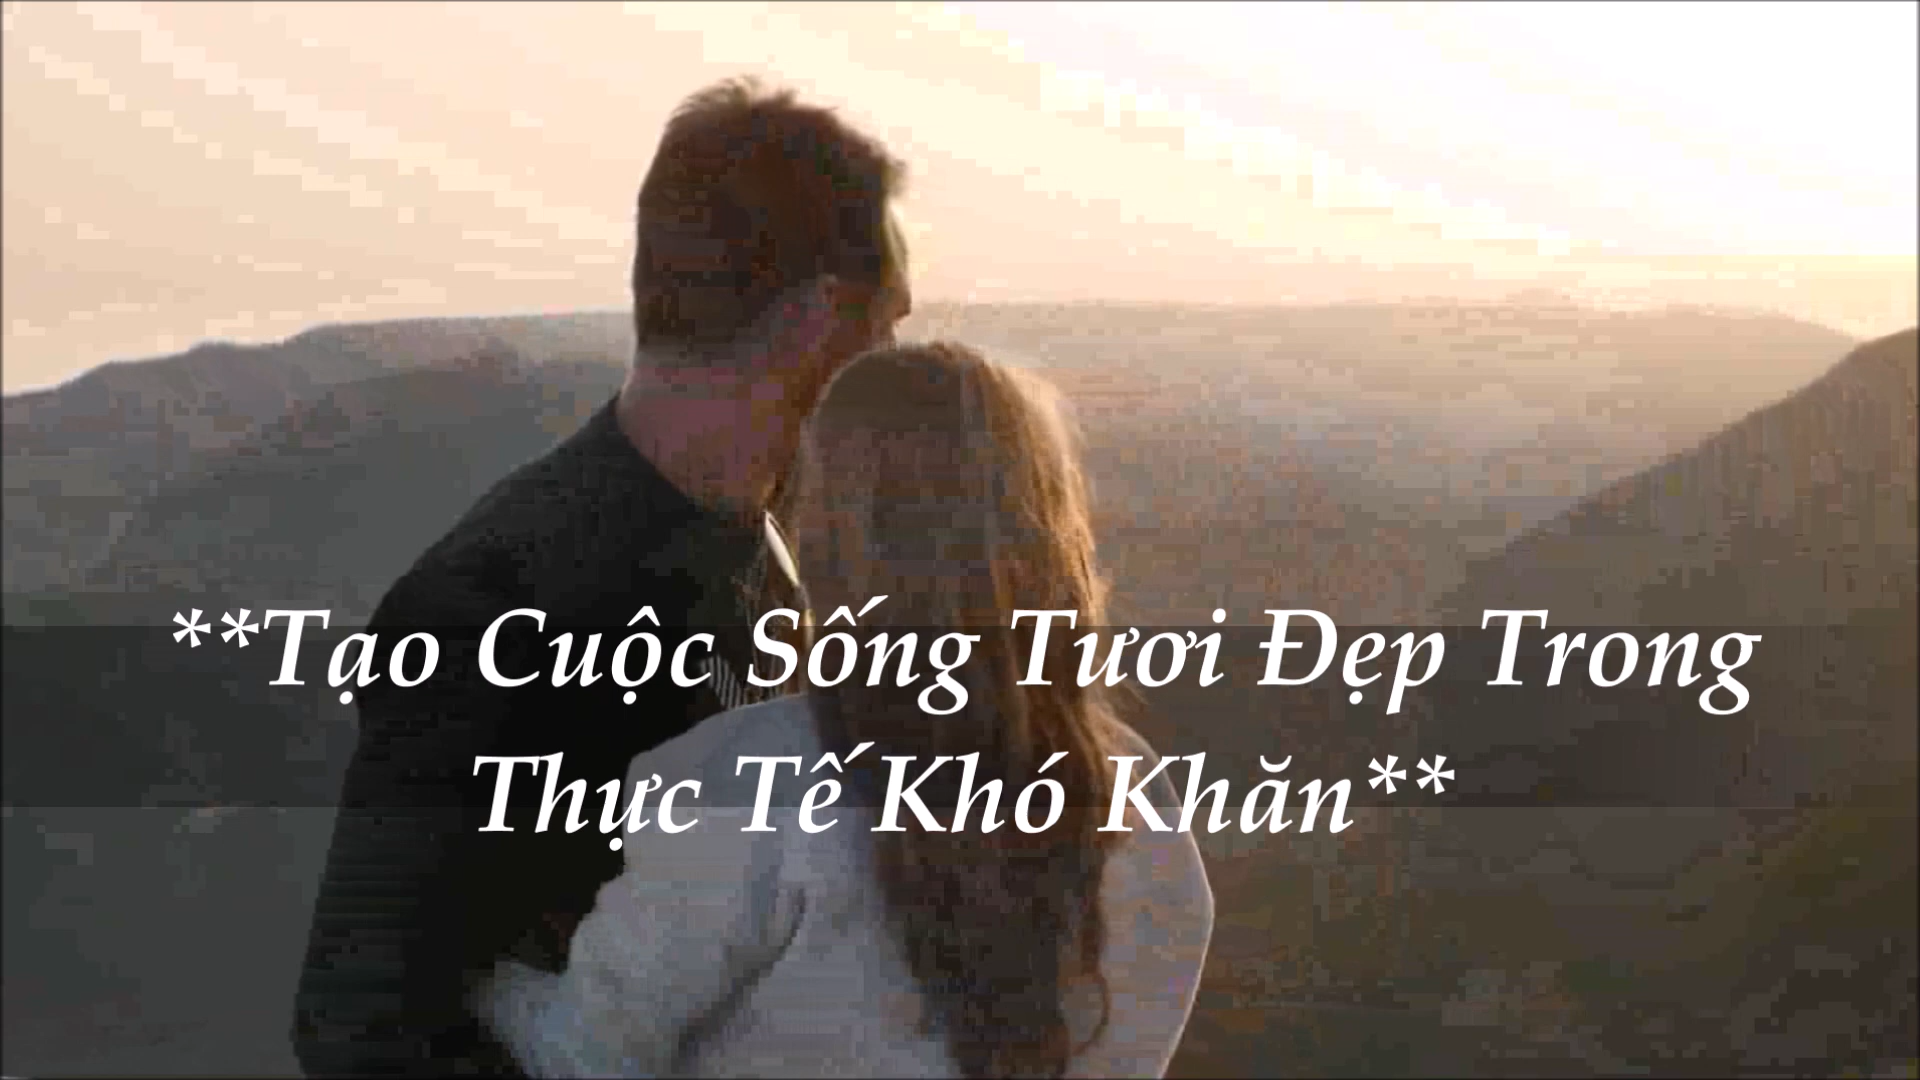 **Tạo Cuộc Sống Tươi Đẹp Trong
Thực Tế Khó Khăn**